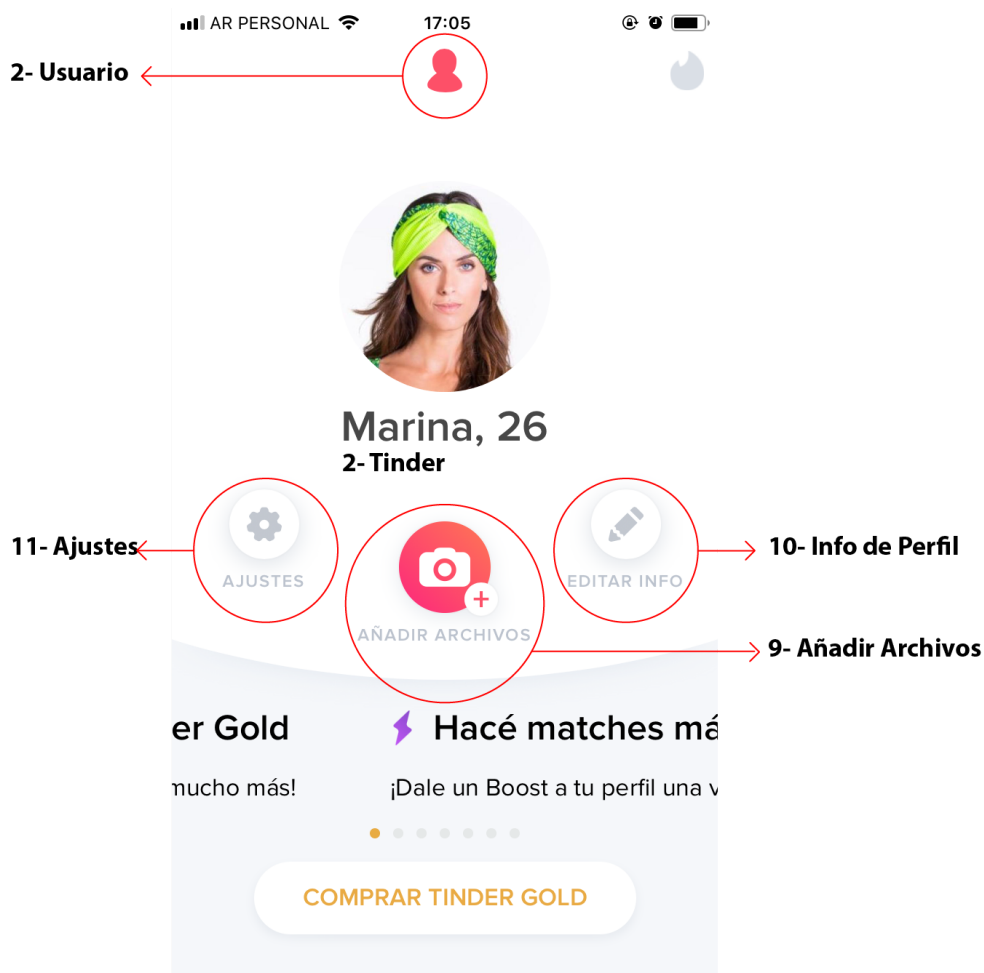 AR PERSONAL 17:05
2- Usuario
Marina, 26
2- Tinder
11- Ajustes
10- Info de Perfil
AJUSTES
EDITAR INFO
AÑADIR ARCHIVOS
9- Añadir Archivos
er Gold
Hacé matches má
mucho más!
¡Dale un Boost a tu perfil una v
COMPRAR TINDER GOLD